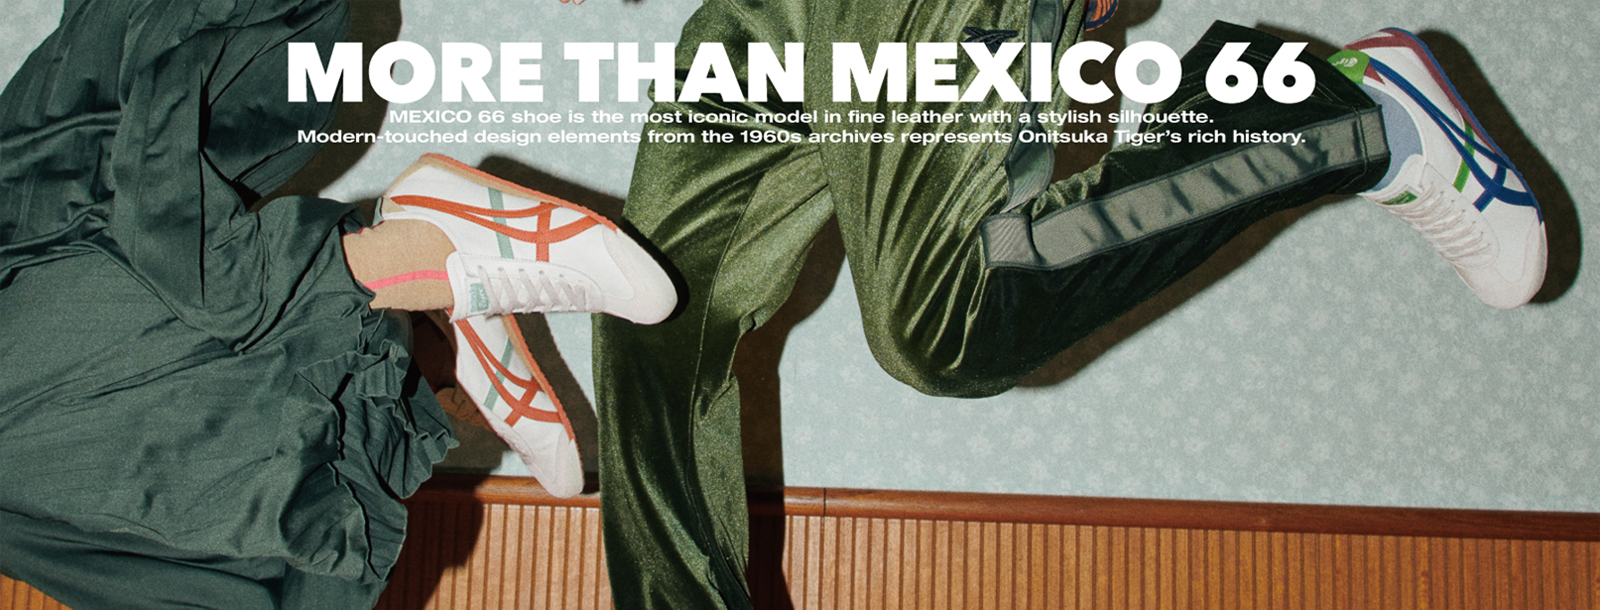 MORE THAN MEXICO 66
MEXICO 66 shoe is the most iconic model in fine leather with a stylish silhouette.
Modern-touched design elements from the 1960s archives represents Onitsuka Tiger's rich history.